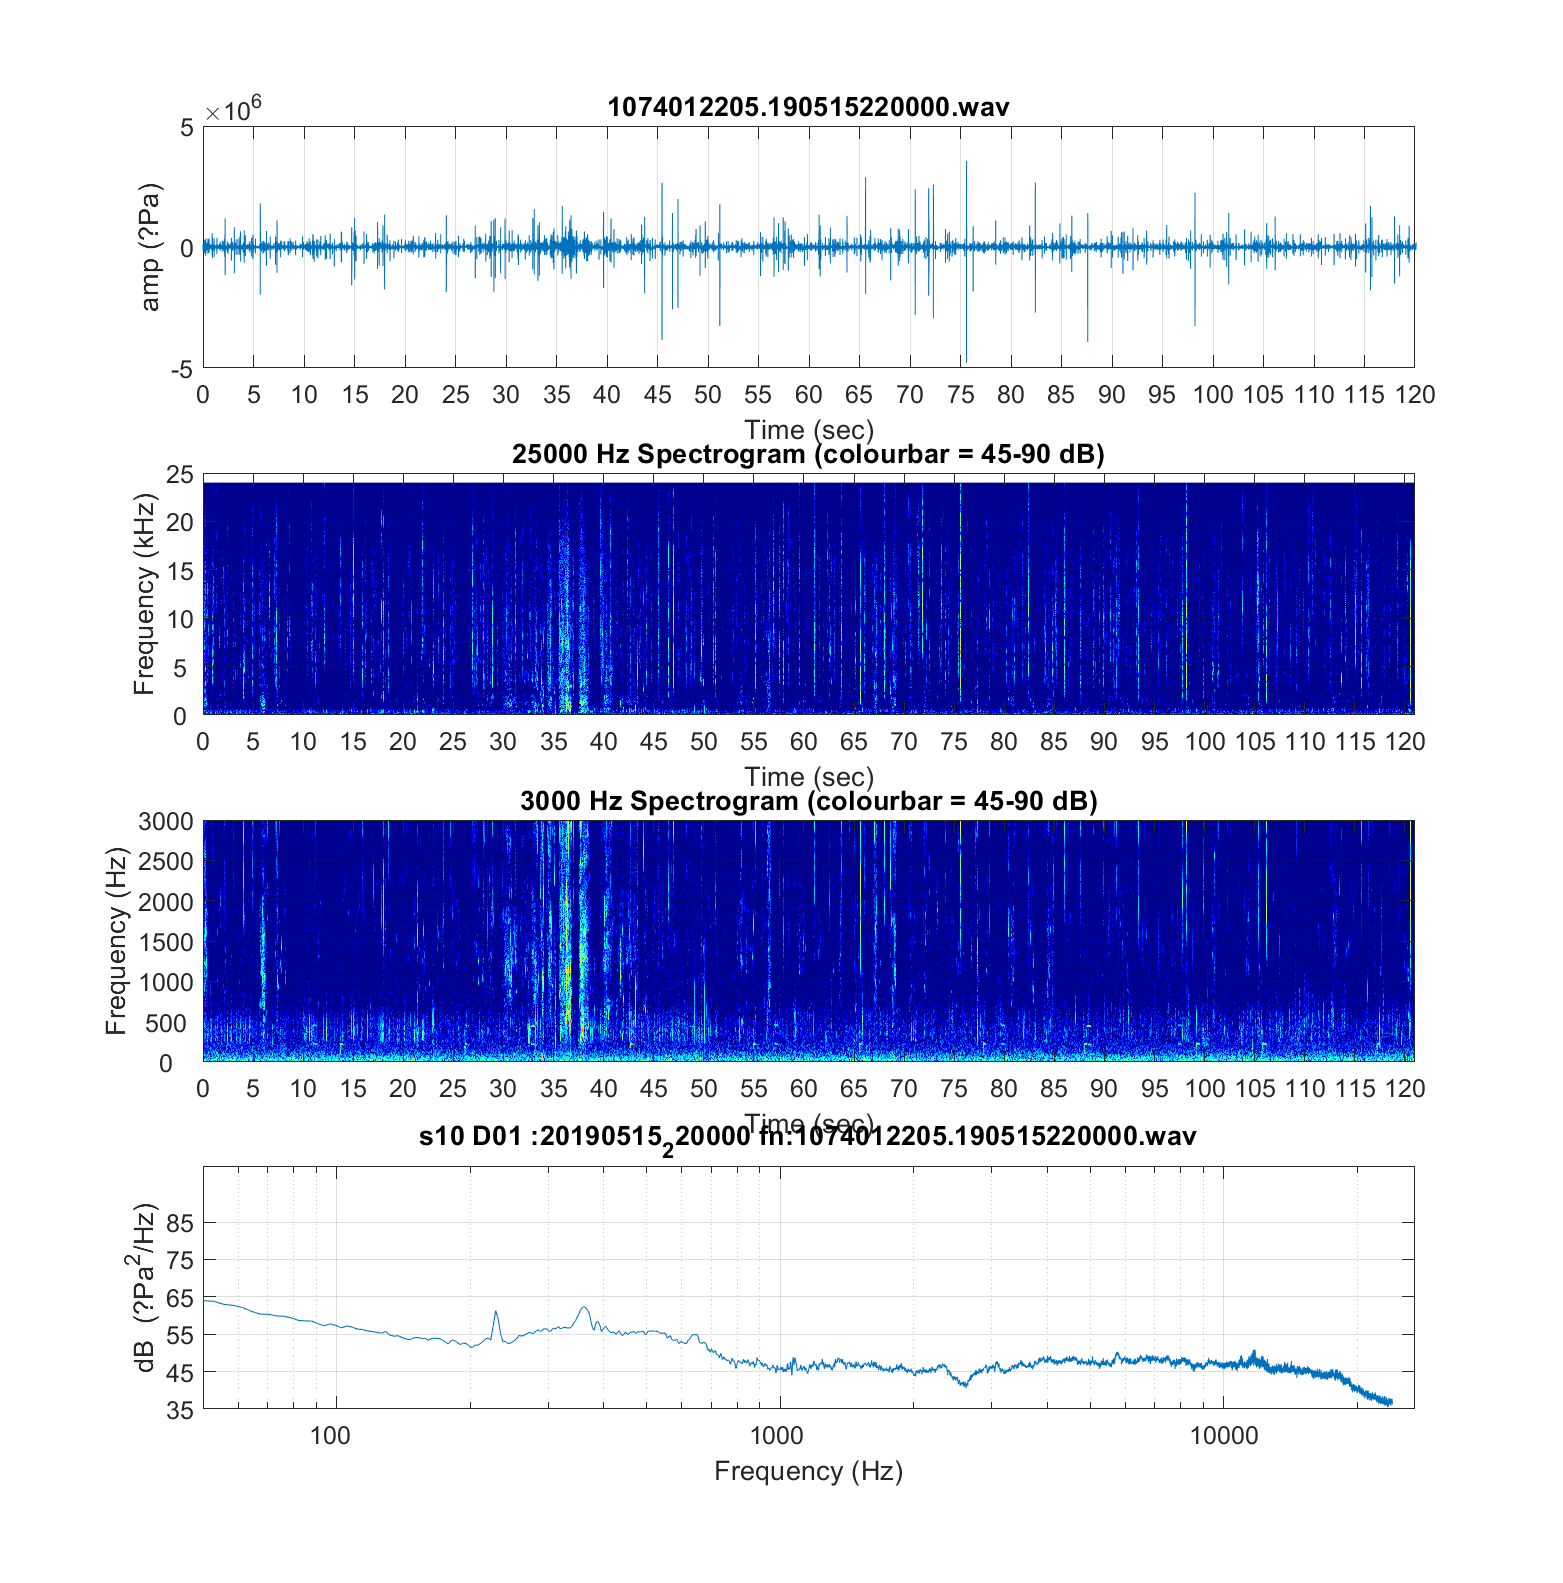 ×10^6
1074012205.190515220000.wav
5
0
-5
amp (?Pa)
0 5 10 15 20 25 30 35 40 45 50 55 60 65 70 75 80 85 90 95 100 105 110 115 120
Time (sec)
25000 Hz Spectrogram (colourbar = 45-90 dB)
25
20
15
10
5
0
Frequency (kHz)
0 5 10 15 20 25 30 35 40 45 50 55 60 65 70 75 80 85 90 95 100 105 110 115 120
Time (sec)
3000 Hz Spectrogram (colourbar = 45-90 dB)
3000
2500
2000
1500
1000
500
0
Frequency (Hz)
0 5 10 15 20 25 30 35 40 45 50 55 60 65 70 75 80 85 90 95 100 105 110 115 120
Time (sec)
s10 D01 :20190515_220000 fn:1074012205.190515220000.wav
85
75
65
55
45
35
dB (?Pa^2/Hz)
100 1000 10000
Frequency (Hz)